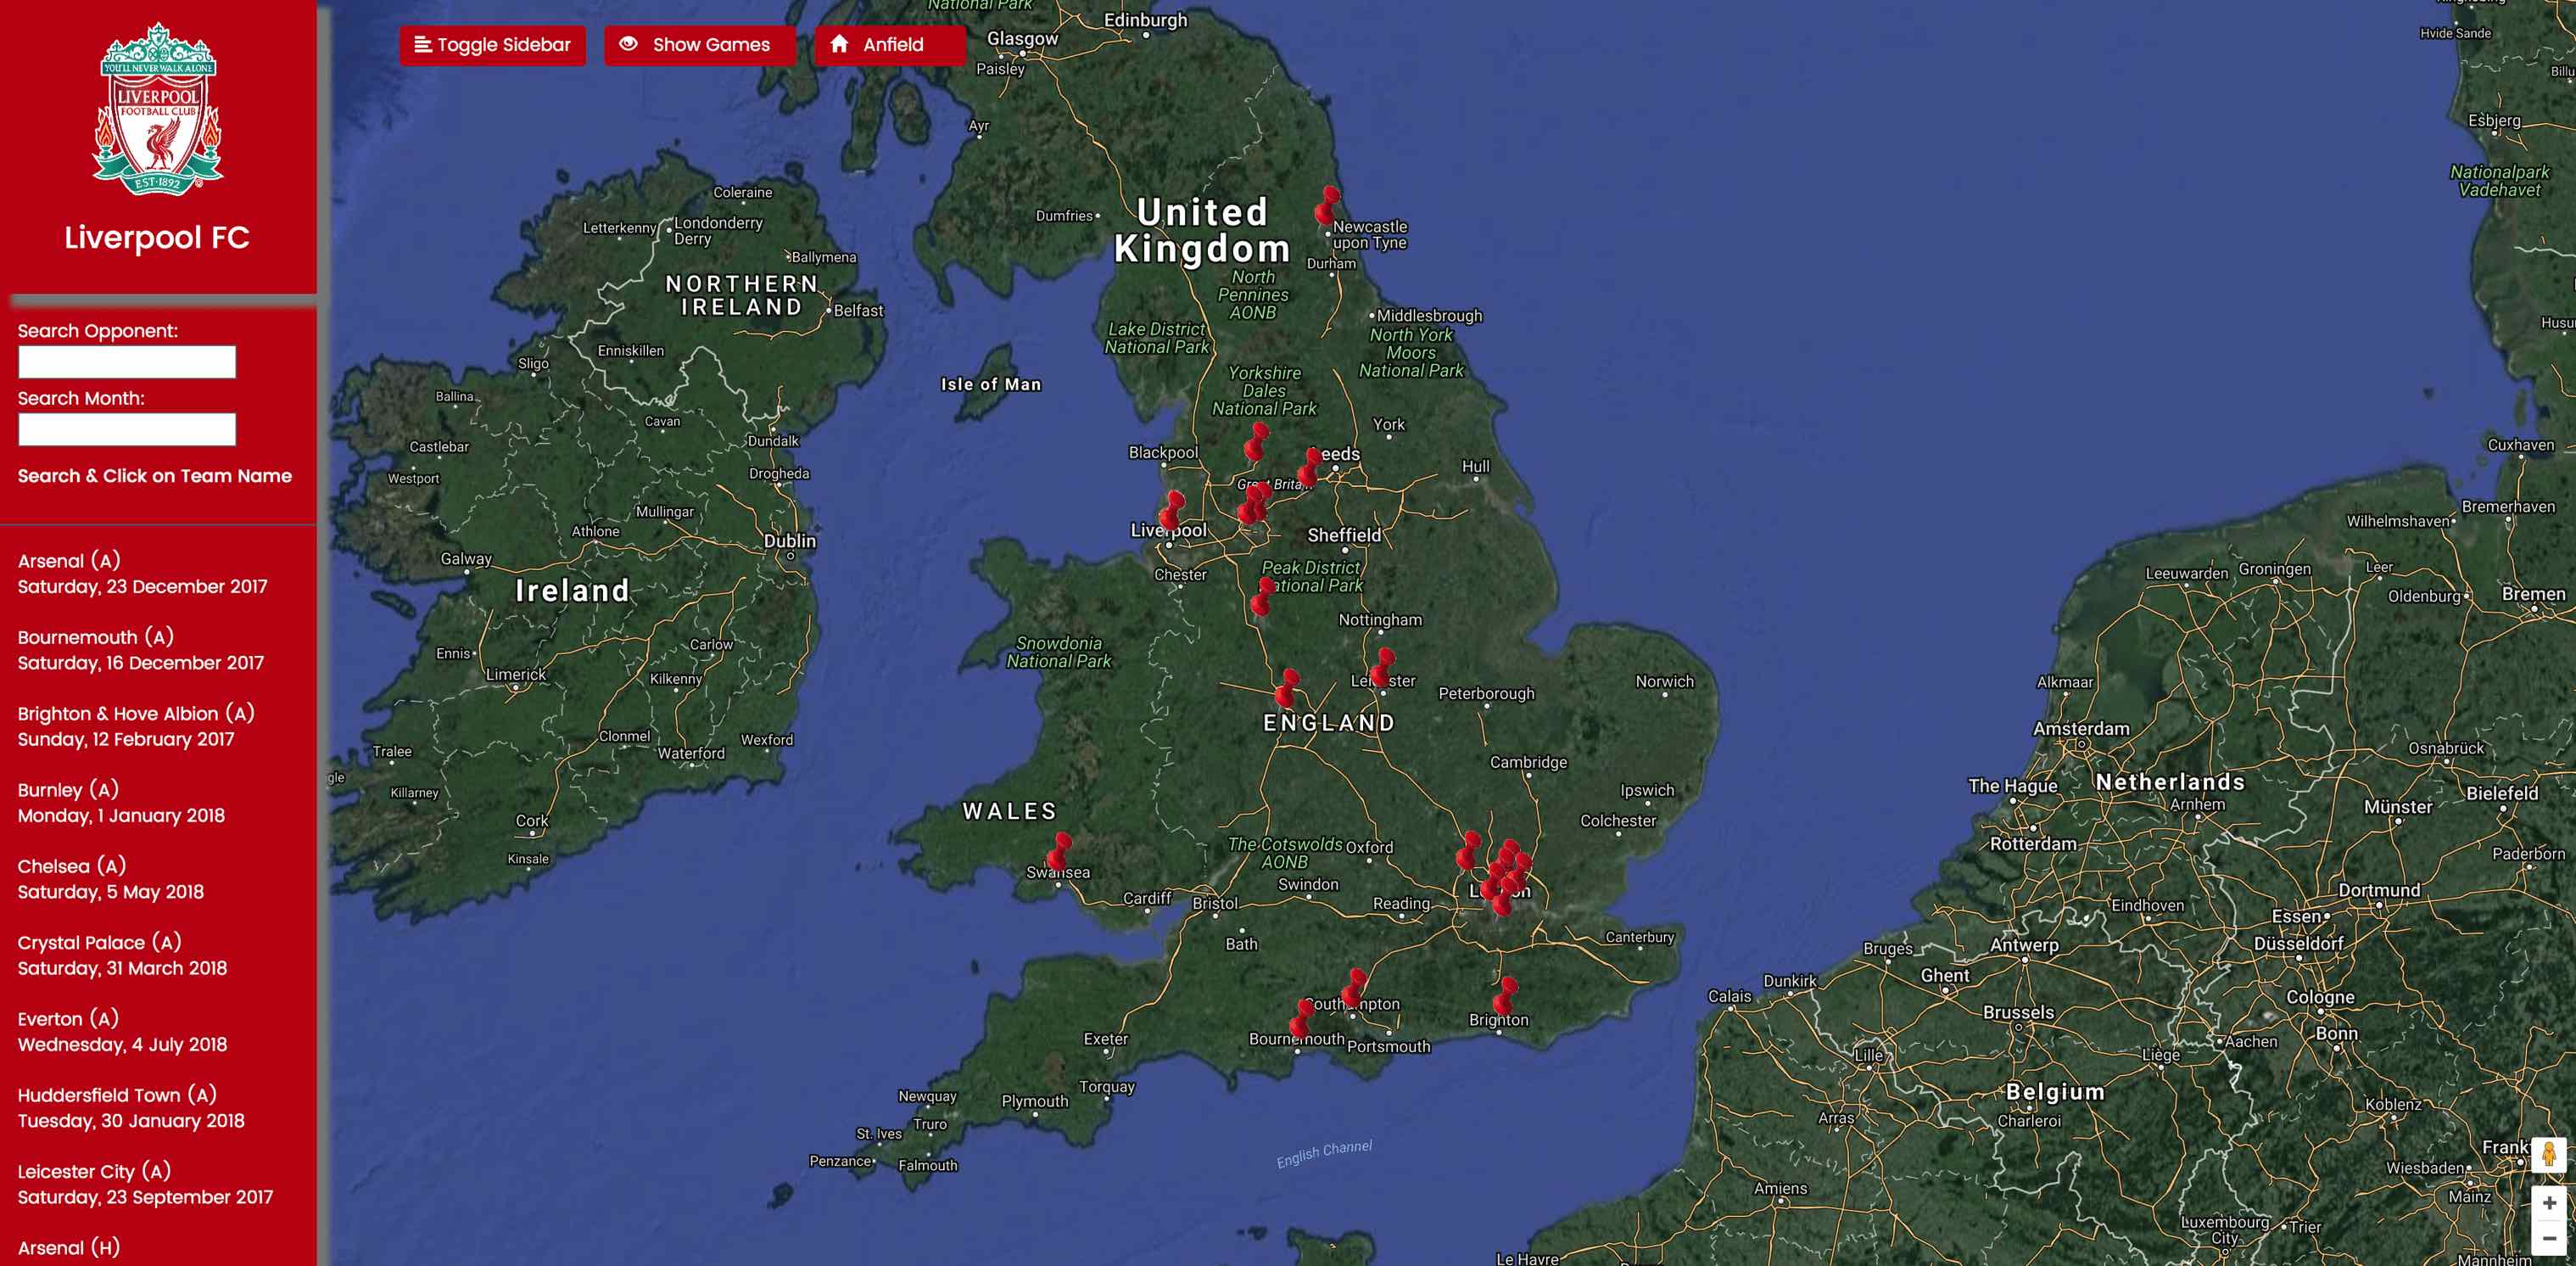 YOU'LL NEVER WALK ALONE
LIVERPOOL
FOOTBALL CLUB
EST·1892
Liverpool FC
Search Opponent:
Search Month:
Search & Click on Team Name
Arsenal (A)
Saturday, 23 December 2017
Bournemouth (A)
Saturday, 16 December 2017
Brighton & Hove Albion (A)
Sunday, 12 February 2017
Burnley (A)
Monday, 1 January 2018
Chelsea (A)
Saturday, 5 May 2018
Crystal Palace (A)
Saturday, 31 March 2018
Everton (A)
Wednesday, 4 July 2018
Huddersfield Town (A)
Tuesday, 30 January 2018
Leicester City (A)
Saturday, 23 September 2017
Arsenal (H)
Toggle Sidebar
Show Games
Anfield
National Park
Edinburgh
Glasgow
Paisley
Ayr
Hvide Sande
Esbjerg
Nationalpark
Vadehavet
Coleraine
Letterkenny
Londonderry
Derry
Ballymena
NORTHERN
IRELAND
Belfast
Enniskillen
Sligo
Dumfries
United
Kingdom
Newcastle
upon Tyne
Durham
North
Pennines
AONB
Middlesbrough
Lake District
National Park
North York
Moors
National Park
Isle of Man
Yorkshire
Dales
National Park
York
Ballina
Cavan
Castlebar
Dundalk
Westport
Drogheda
Mullingar
Athlone
Dublin
Galway
Ireland
Blackpool
Hull
Liverpool
Sheffield
Chester
Peak District
Nottingham
Snowdonia
National Park
Ennis
Limerick
Carlow
Kilkenny
Clonmel
Waterford
Wexford
Tralee
Killarney
Cork
Kinsale
Peterborough
Norwich
ENGLAND
Cambridge
Ipswich
Colchester
WALES
Swansea
The Cotswolds
AONB
Oxford
Swindon
Cardiff
Bristol
Reading
Bath
Canterbury
Brighton
Bournemouth
Portsmouth
Exeter
Torquay
Newquay
Plymouth
Truro
St. Ives
Penzance
Falmouth
English Channel
Cuxhaven
Bremerhaven
Wilhelmshaven
Leeuwarden
Groningen
Leer
Oldenburg
Bremen
Alkmaar
Amsterdam
Osnabrück
The Hague
Netherlands
Arnhem
Münster
Bielefeld
Rotterdam
Paderborn
Dortmund
Eindhoven
Essen
Düsseldorf
Bruges
Antwerp
Ghent
Dunkirk
Calais
Cologne
Brussels
Bonn
Aachen
Lille
Liège
Belgium
Charleroi
Arras
Koblenz
Amiens
Wiesbaden
Mainz
Luxembourg
City
Trier
Le Havre
Mannheim